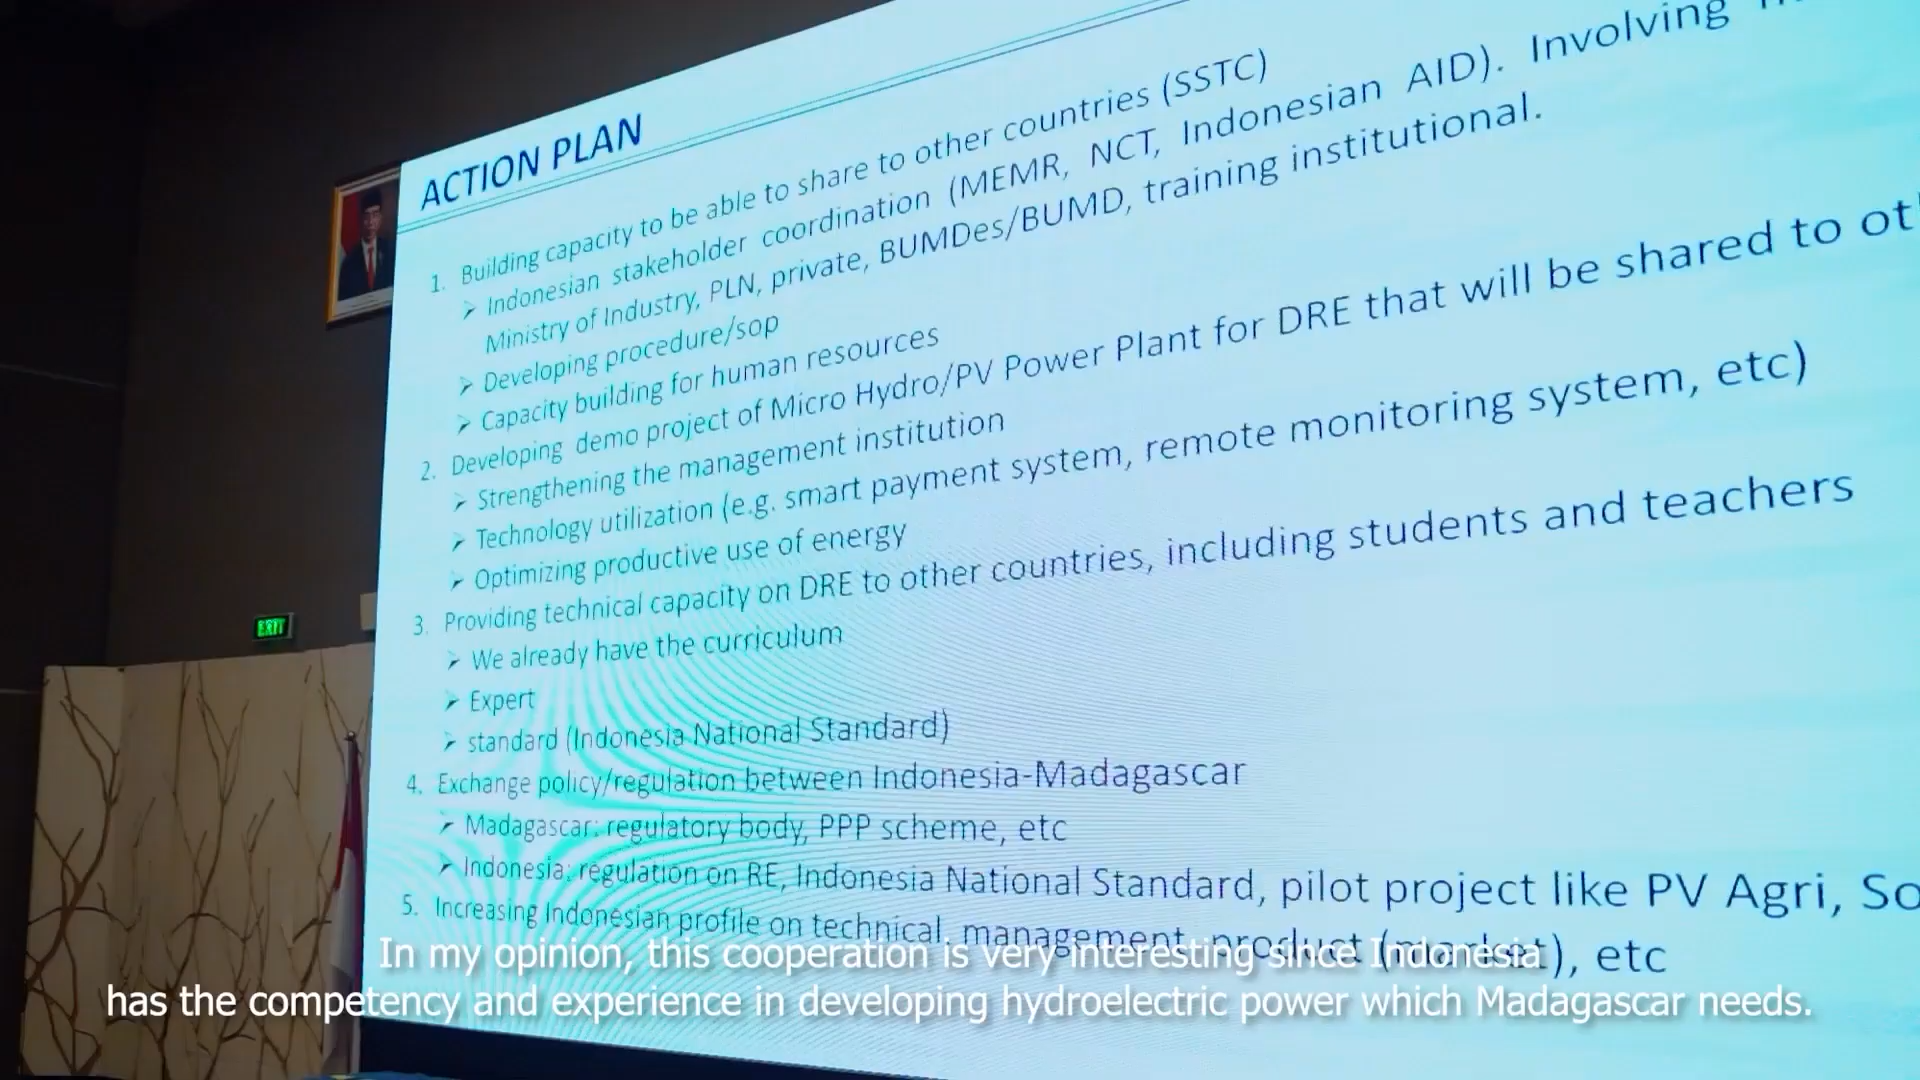 ACTION PLAN
1. Building capacity to be able to share to other countries (SSTC)
➢ Indonesian stakeholder coordination (MEMR, NCT, Indonesian AID). Involving
Ministry of Industry, PLN, private, BUMDes/BUMD, training institutional.
➢ Developing procedure/sop
➢ Capacity building for human resources
2. Developing demo project of Micro Hydro/PV Power Plant for DRE that will be shared to
➢ Strengthening the management institution
➢ Technology utilization (e.g. smart payment system, remote monitoring system, etc)
➢ Optimizing productive use of energy
3. Providing technical capacity on DRE to other countries, including students and teachers
➢ We already have the curriculum
➢ Expert
➢ standard (Indonesia National Standard)
4. Exchange policy/regulation between Indonesia-Madagascar
➢ Madagascar: regulatory body, PPP scheme, etc
➢ Indonesia: regulation on RE, Indonesia National Standard, pilot project like PV Agri,
5. Increasing Indonesian profile on technical, management, product (market), etc
EXIT
In my opinion, this cooperation is very interesting since Indonesia
has the competency and experience in developing hydroelectric power which Madagascar needs.